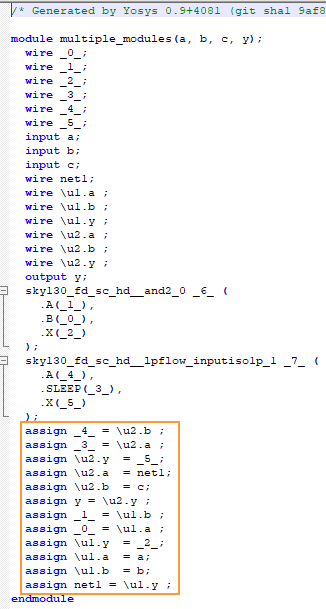 /* Generated by Yosys 0.9+4081 (git sha1 9af8
module multiple_modules(a, b, c, y);
wire _0_;
wire _1_;
wire _2_;
wire _3_;
wire _4_;
wire _5_;
input a;
input b;
input c;
wire net1;
wire \u1.a ;
wire \u1.b ;
wire \u1.y ;
wire \u2.a ;
wire \u2.b ;
wire \u2.y ;
output y;
sky130_fd_sc_hd__and2_0 _6_ (
.A(_1_),
.B(_0_),
.X(_2_)
);
sky130_fd_sc_hd__lpflow_inputiso1p_1 _7_ (
.A(_4_),
.SLEEP(_3_),
.X(_5_)
);
assign _4_ = \u2.b ;
assign _3_ = \u2.a ;
assign \u2.y = _5_;
assign \u2.a = net1;
assign \u2.b = c;
assign y = \u2.y ;
assign _1_ = \u1.b ;
assign _0_ = \u1.a ;
assign \u1.y = _2_;
assign \u1.a = a;
assign \u1.b = b;
assign net1 = \u1.y ;
endmodule